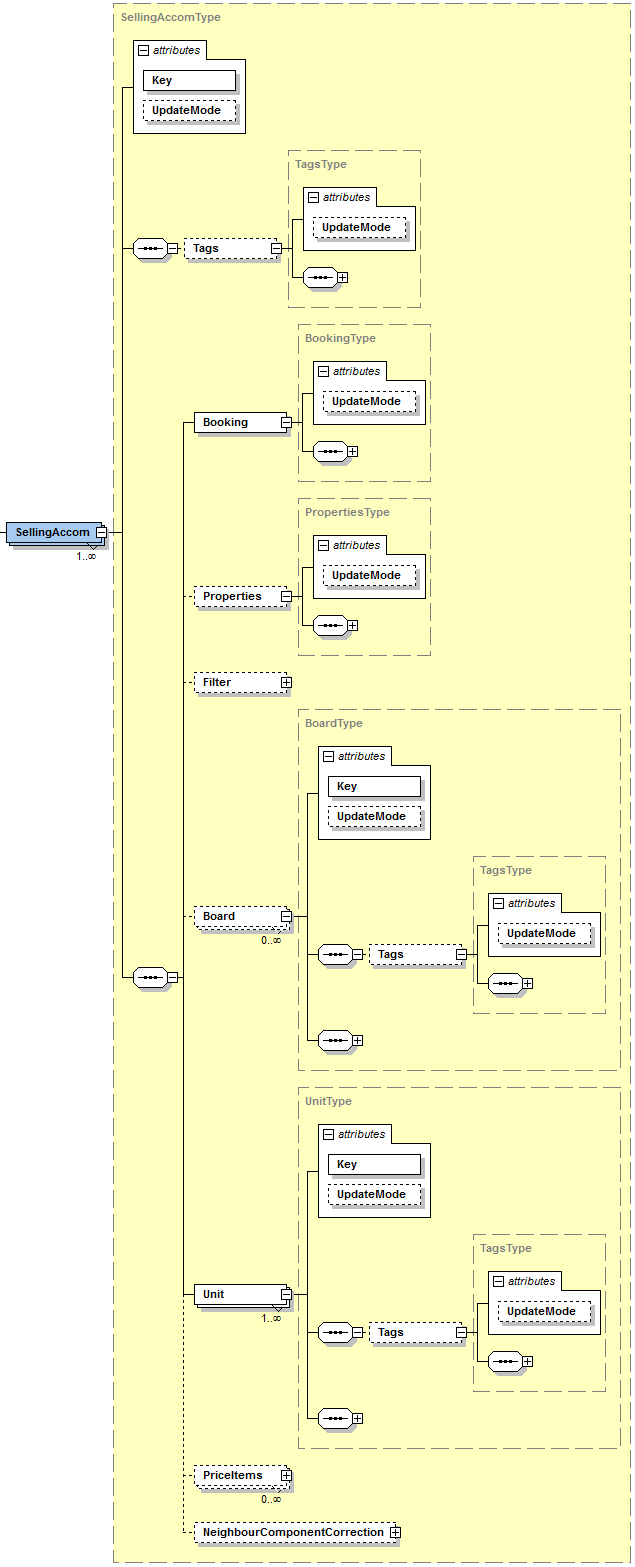 SellingAccomType
attributes
Key
UpdateMode
TagsType
attributes
UpdateMode
Tags
BookingType
attributes
UpdateMode
Booking
PropertiesType
attributes
UpdateMode
SellingAccom
1..∞
Properties
Filter
BoardType
attributes
Key
UpdateMode
TagsType
attributes
UpdateMode
Board
0..∞
Tags
UnitType
attributes
Key
UpdateMode
TagsType
attributes
UpdateMode
Unit
1..∞
Tags
PriceItems
0..∞
NeighbourComponentCorrection